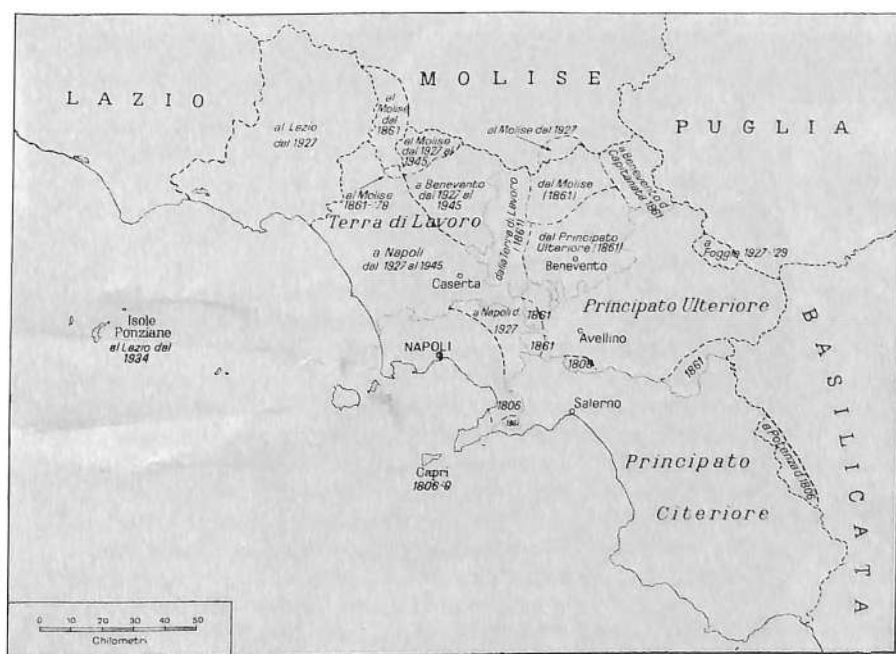 MOLISE
LAZIO
PUGLIA
al Lazio
dal 1927
al
Molise
dal
1861
al Molise dal 1927
al Molise
dal 1927 al
1945
a Benevento d.
Capitanata
1861
al Molise
1861-'78
a Benevento
dal 1927 al
1945
dal Molise
(1861)
dalla Terra di Lavoro
(1861)
Terra di Lavoro
dal Principato
Ulteriore (1861)
Benevento
a
Foggia 1927-'29
a Napoli
dal 1927 al 1945
Caserta
Principato Ulteriore
BASILICATA
Isole
Ponziane
al Lazio dal
1934
a Napoli d.
1927
1861
1861
Avellino
NAPOLI
1806
1861
1806
Salerno
a Potenza d. 1806
Capri
1806-9
Principato
Citeriore
0 10 20 30 40 50
Chilometri